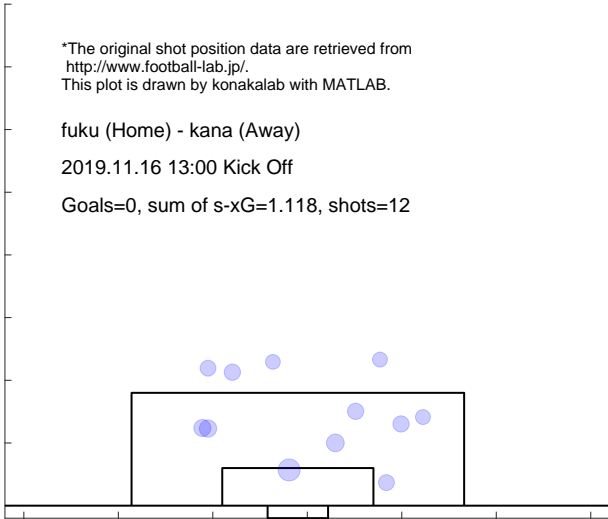 *The original shot position data are retrieved from
http://www.football-lab.jp/.
This plot is drawn by konakalab with MATLAB.
fuku (Home) - kana (Away)
2019.11.16 13:00 Kick Off
Goals=0, sum of s-xG=1.118, shots=12